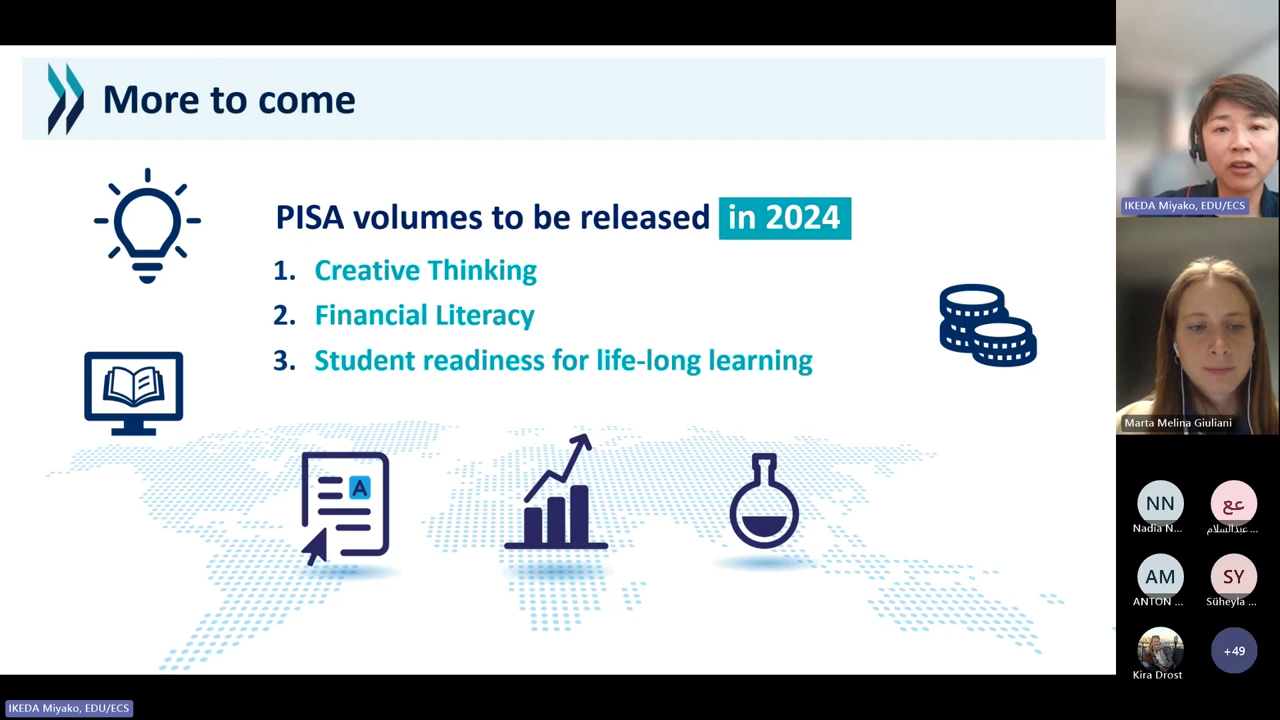 More to come
PISA volumes to be released in 2024
1. Creative Thinking
2. Financial Literacy
3. Student readiness for life-long learning
A
IKEDA Miyako, EDU/ECS
Marta Melina Giuliani
NN
Nadia N...
عع
عبدالسلام ...
AM
ANTON ...
SY
Süheyla ...
Kira Drost
+49
IKEDA Miyako, EDU/ECS